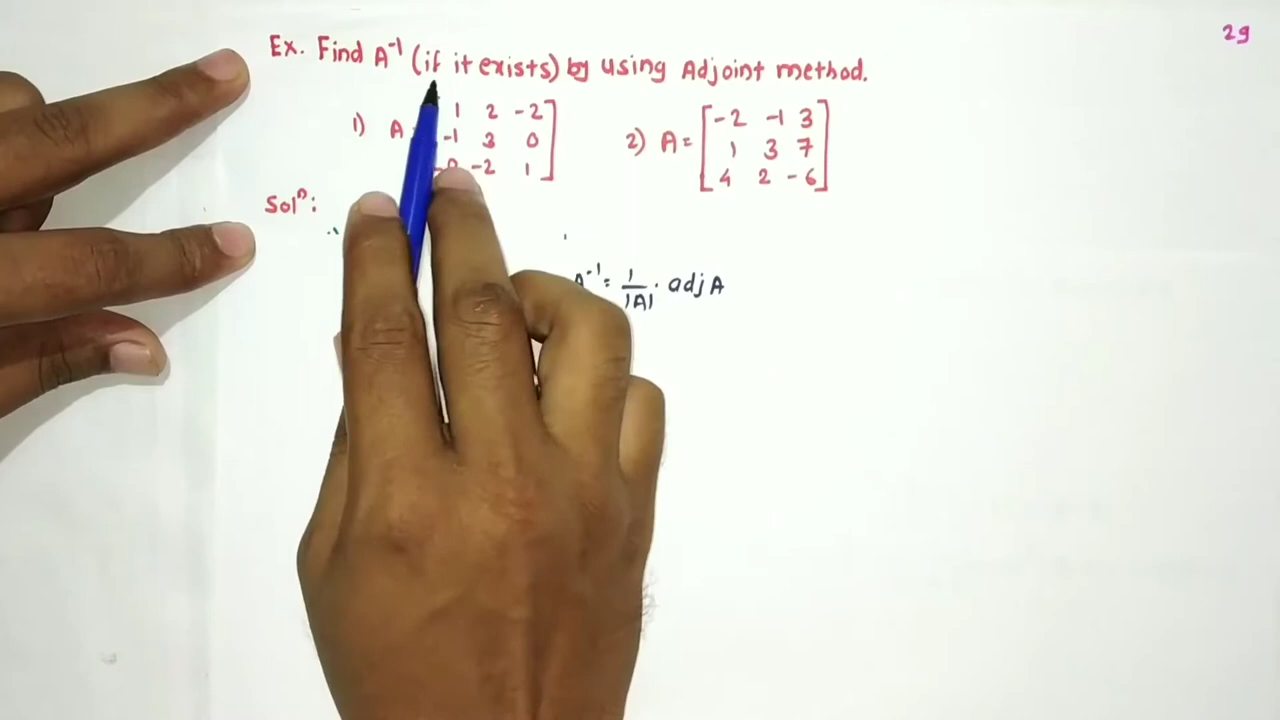 29
Ex. Find A⁻¹ (if it exists) by using Adjoint method.
1) A 1 2 -2 2) A = [-2 -1 3
-1 3 0 1 3 7
-2 1] 4 2 -6]
Solⁿ:
A⁻¹ = 1/|A| · adj A